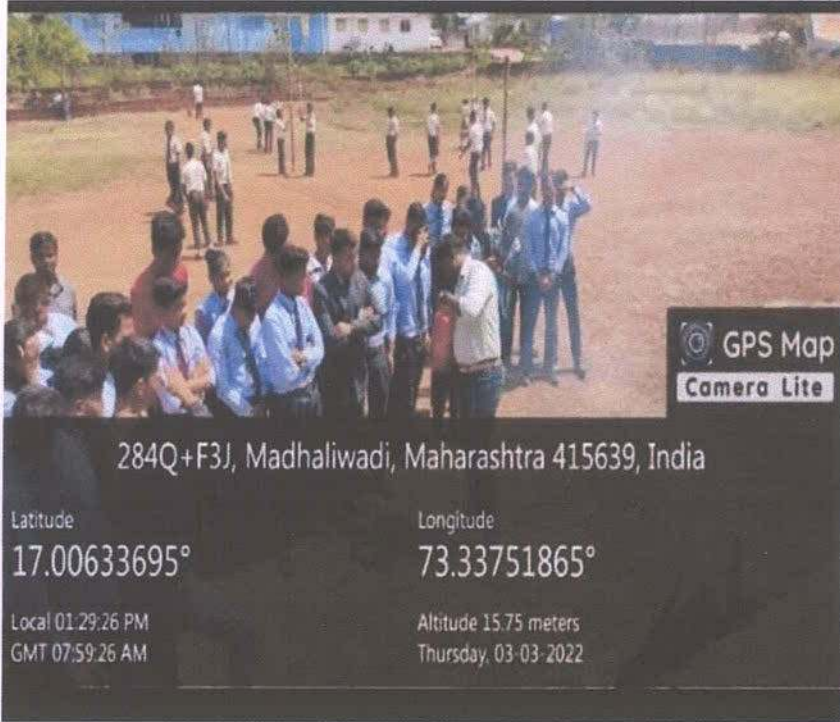 GPS Map
Camera Lite
284Q+F3J, Madhaliwadi, Maharashtra 415639, India
Latitude
17.00633695°
Longitude
73.33751865°
Local 01:29:26 PM
GMT 07:59:26 AM
Altitude 15.75 meters
Thursday, 03-03-2022